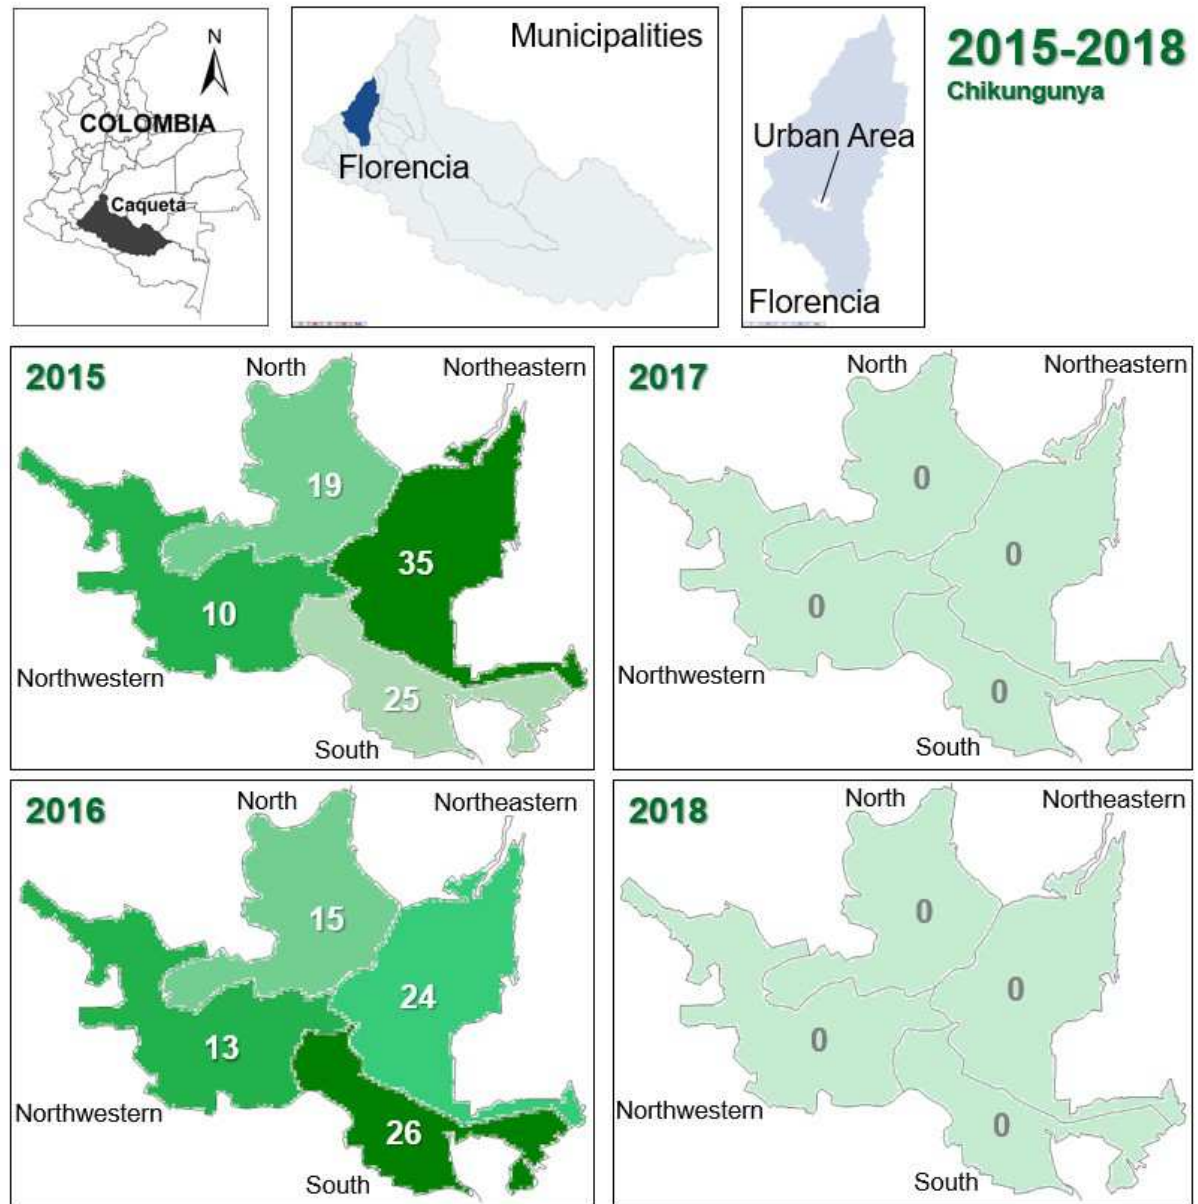 N
COLOMBIA
Caquetá
Municipalities
Florencia
Urban Area
Florencia
2015-2018
Chikungunya
2015
North
Northeastern
19
35
10
25
Northwestern
South
2017
North
Northeastern
0
0
0
0
Northwestern
South
2016
North
Northeastern
15
24
13
26
Northwestern
South
2018
North
Northeastern
0
0
0
0
Northwestern
South